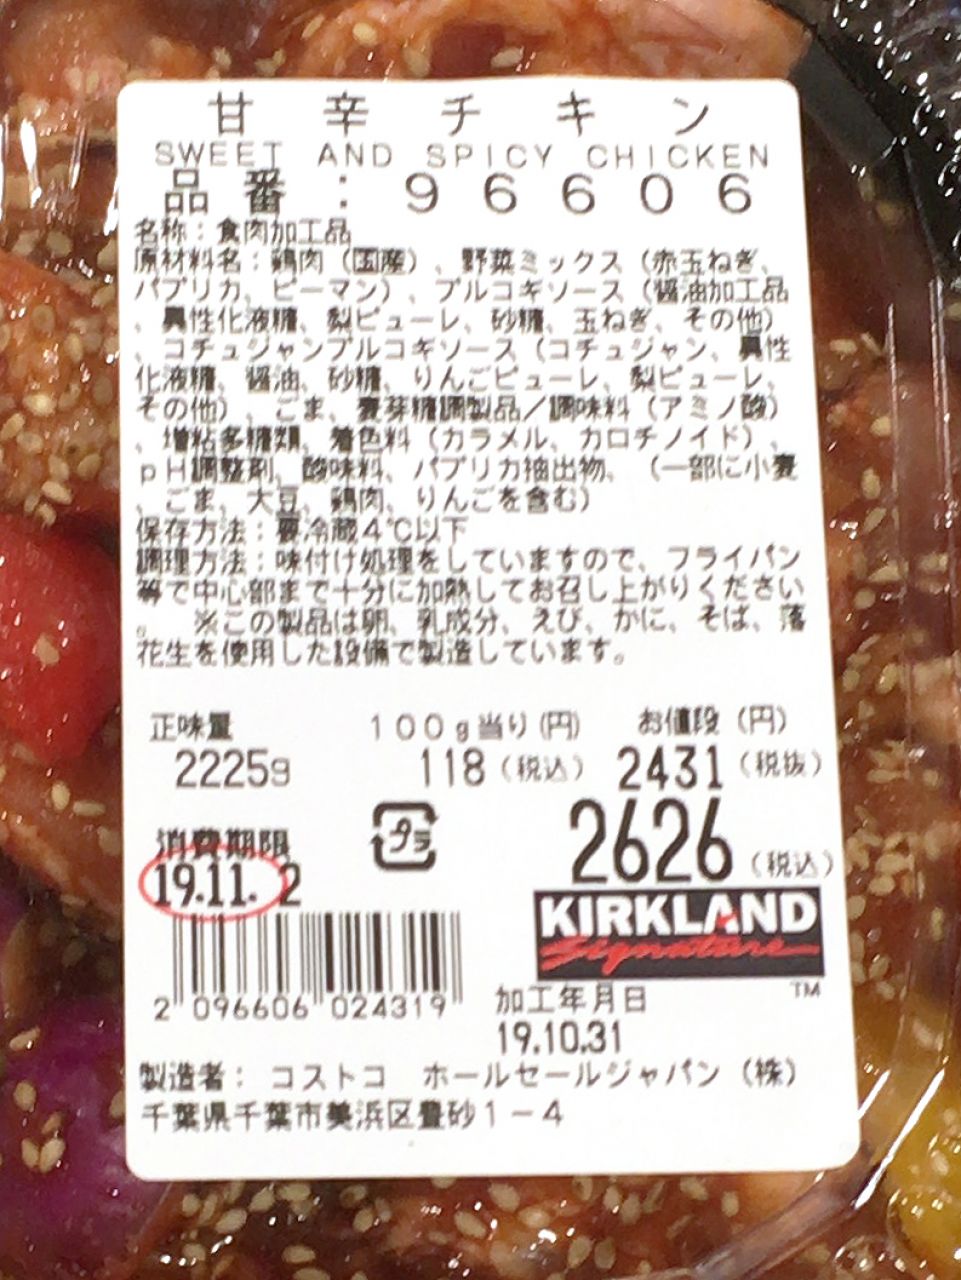 甘辛チキン
SWEET AND SPICY CHICKEN
品番：96606
名称：食肉加工品
原材料名：鶏肉（国産）、野菜ミックス（赤玉ねぎ、
パプリカ、ピーマン）、プルコギソース（醤油加工品
、異性化液糖、梨ピューレ、砂糖、玉ねぎ、その他）
、コチュジャンプルコギソース（コチュジャン、異性
化液糖、醤油、砂糖、りんごピューレ、梨ピューレ、
その他）、ごま、麦芽糖調製品／調味料（アミノ酸）
、増粘多糖類、着色料（カラメル、カロチノイド）、
pH調整剤、酸味料、パプリカ抽出物、（一部に小麦
、ごま、大豆、鶏肉、りんごを含む）
保存方法：要冷蔵4℃以下
調理方法：味付け処理をしていますので、フライパン
等で中心部まで十分に加熱してお召し上がりください
。　※この製品は卵、乳成分、えび、かに、そば、落
花生を使用した設備で製造しています。
正味量　100g当り(円)　お値段（円）
2225g　118（税込）　2431（税抜）
プラ　2626（税込）
消費期限
19.11. 2
KIRKLAND
Signature TM
2 096606 024319
加工年月日
19.10.31
製造者：コストコ　ホールセールジャパン（株）
千葉県千葉市美浜区豊砂1－4